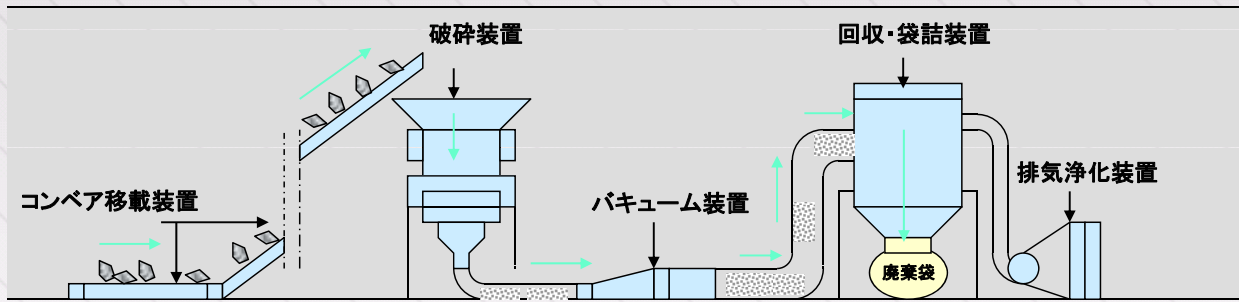 破砕装置
回収・袋詰装置
コンベア移載装置
バキューム装置
排気浄化装置
廃棄袋